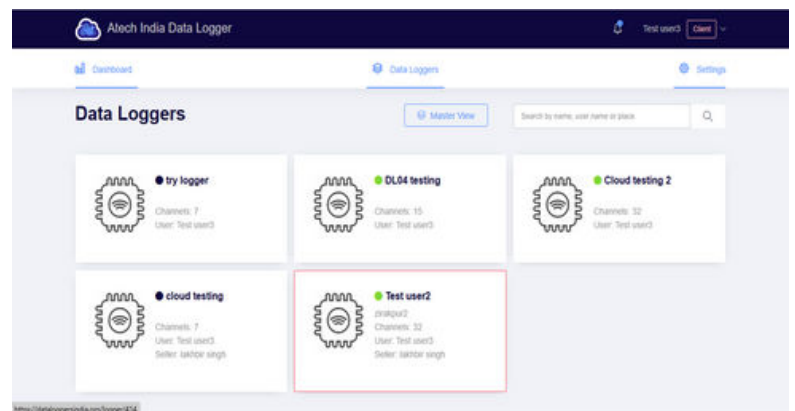 Atech India Data Logger
Test user3 Client
Dashboard
Data Loggers
Settings
Data Loggers
Master View
Search by name, user name or place
try logger
Channels: 7
User: Test user3
DL04 testing
Channels: 15
User: Test user3
Cloud testing 2
Channels: 32
User: Test user3
cloud testing
Channels: 7
User: Test user3
Seller: lakhbir singh
Test user2
zirakpur2
Channels: 32
User: Test user3
Seller: lakhbir singh